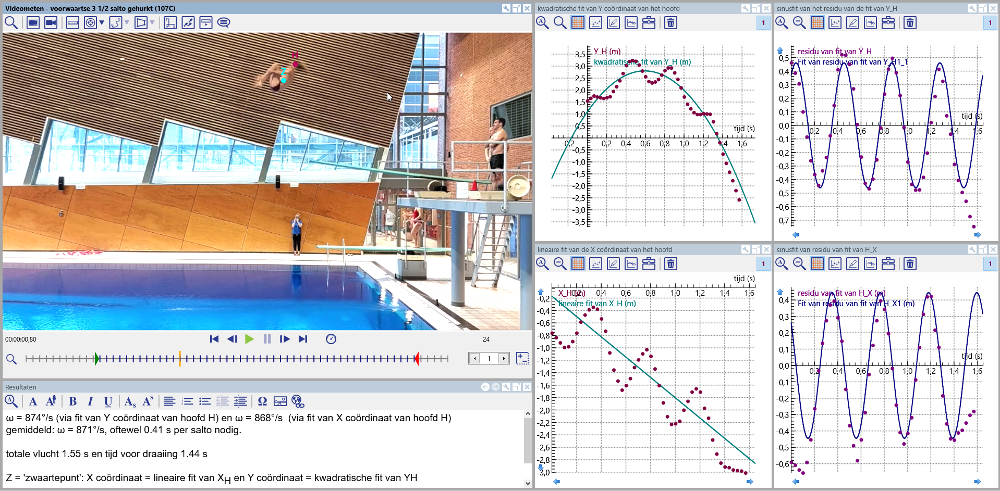 Videometen - voorwaartse 3 1/2 salto gehurkt (107C)
H
Z
00:00:00,80
24
1
Resultaten
A A B I U As As Ω
ω = 874°/s (via fit van Y coördinaat van hoofd H) en ω = 868°/s (via fit van X coördinaat van hoofd H)
gemiddeld: ω = 871°/s, oftewel 0.41 s per salto nodig.
totale vlucht 1.55 s en tijd voor draaiing 1.44 s
Z = 'zwaartepunt': X coördinaat = lineaire fit van XH en Y coördinaat = kwadratische fit van YH
kwadratische fit van Y coördinaat van het hoofd
1
Y_H (m)
kwadratische fit van Y_H (m)
3,5
3,0
2,5
2,0
1,5
1,0
0,5
tijd (s)
-0,2 0,2 0,4 0,6 0,8 1,0 1,2 1,4 1,6
-0,5
-1,0
-1,5
-2,0
-2,5
-3,0
-3,5
sinusfit van het residu van de fit van Y_H
1
residu van fit van Y_H
Fit van residu van fit van Y_H1_1
0,5
0,4
0,3
0,2
0,1
tijd (s)
0,0
0,2 0,4 0,6 0,8 1,0 1,2 1,4 1,6
-0,1
-0,2
-0,3
-0,4
-0,5
-0,6
-0,7
lineaire fit van de X coördinaat van het hoofd
1
tijd (s)
X_H (m)
0,2 0,4 0,6 0,8 1,0 1,2 1,4 1,6
lineaire fit van X_H (m)
-0,2
-0,4
-0,6
-0,8
-1,0
-1,2
-1,4
-1,6
-1,8
-2,0
-2,2
-2,4
-2,6
-2,8
-3,0
sinusfit van residu van fit van H_X
1
residu van fit van H_X (m)
Fit van residu van fit van H_X1 (m)
0,4
0,3
0,2
0,1
tijd (s)
0,0
0,2 0,4 0,6 0,8 1,0 1,2 1,4 1,6
-0,1
-0,2
-0,3
-0,4
-0,5
-0,6